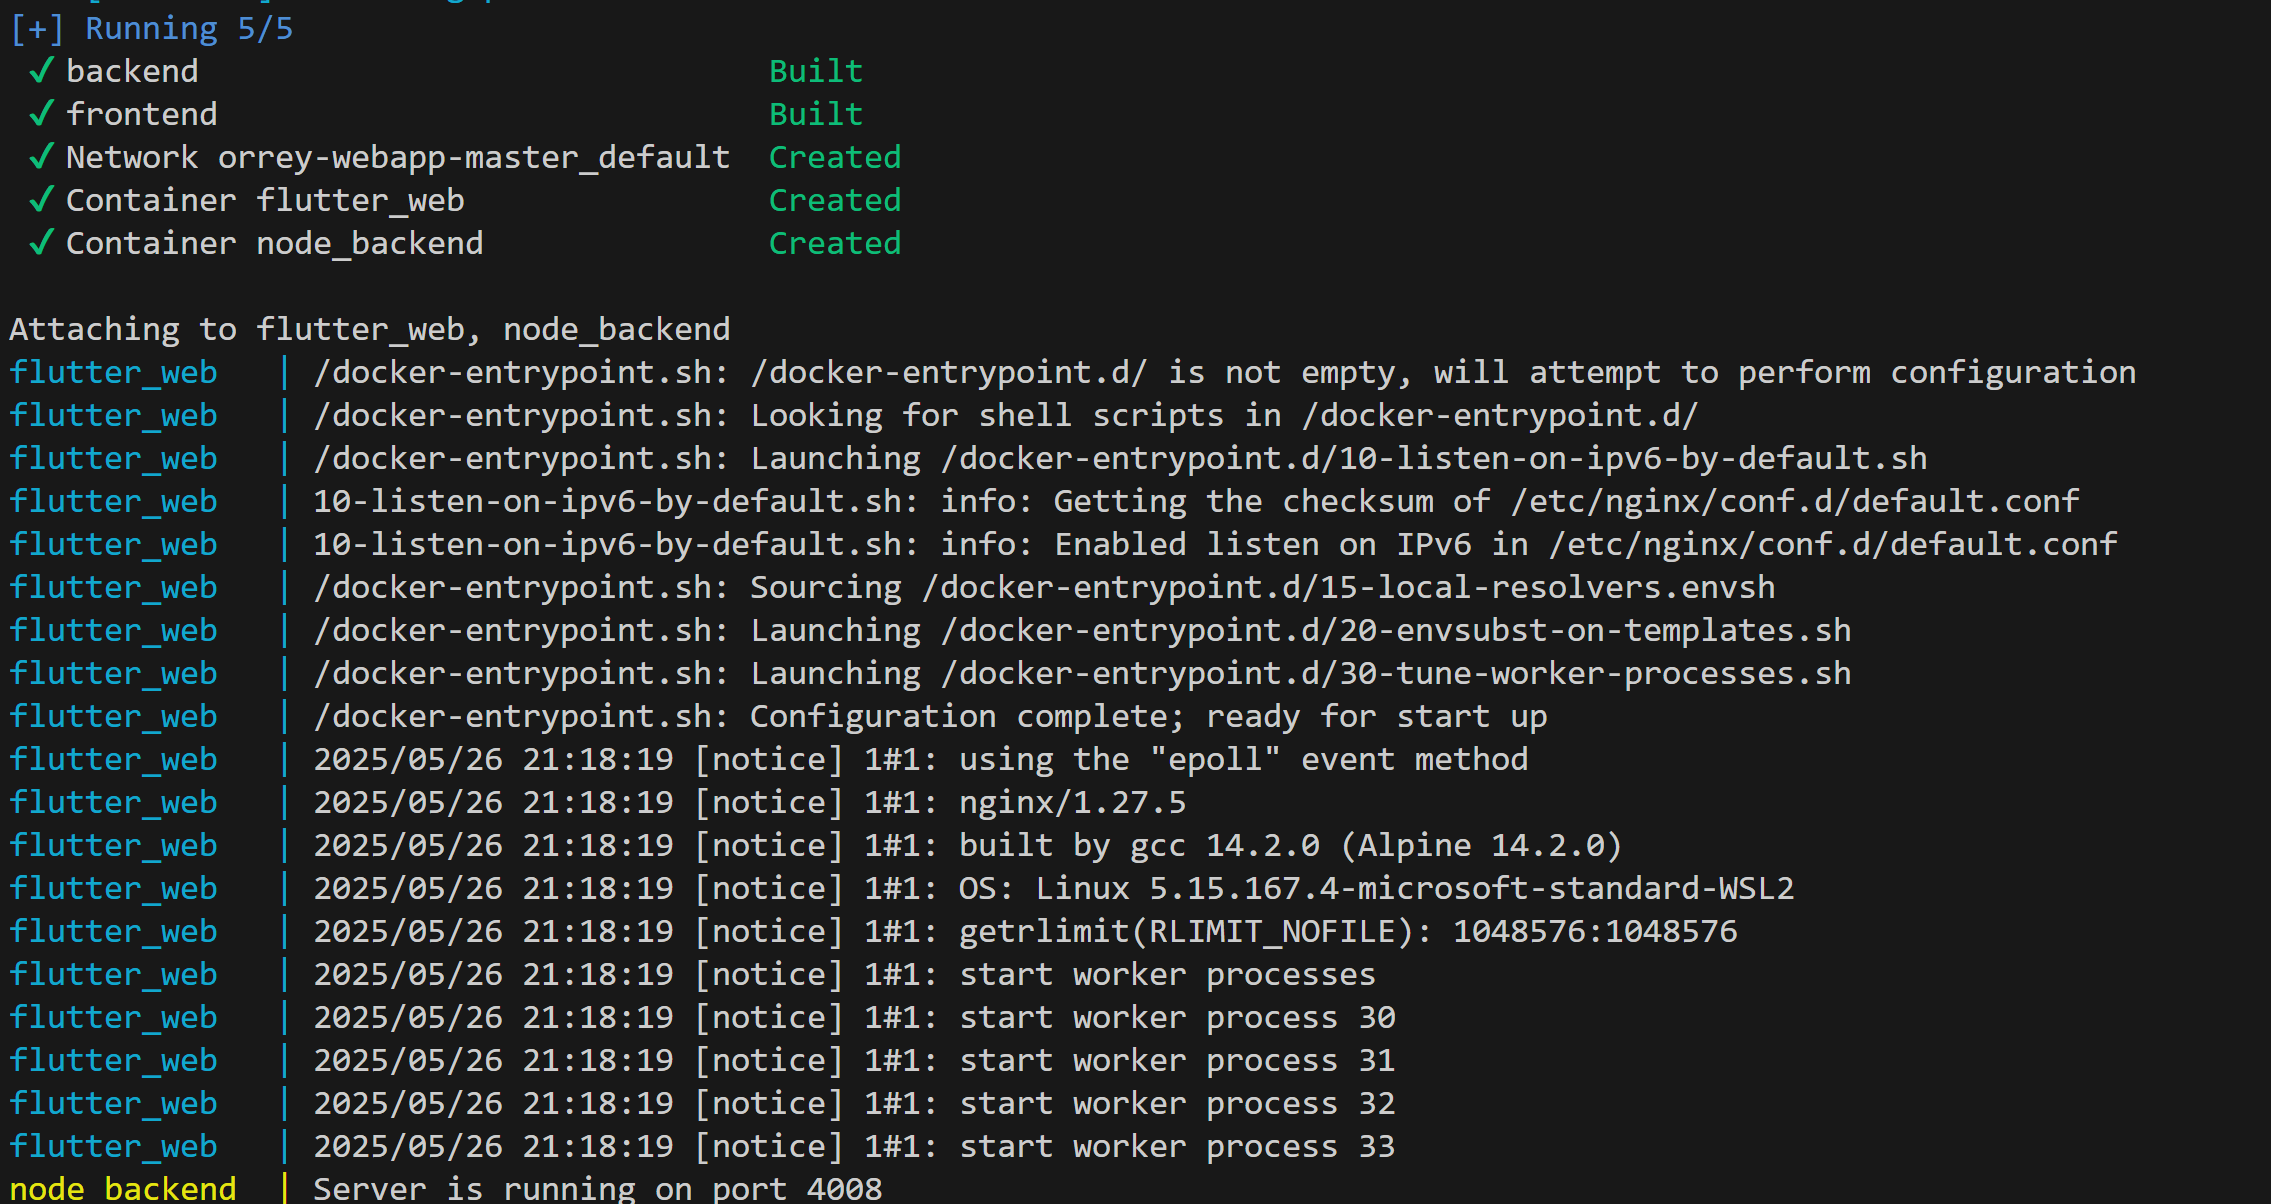 [+] Running 5/5
✔ backend Built
✔ frontend Built
✔ Network orrey-webapp-master_default Created
✔ Container flutter_web Created
✔ Container node_backend Created
Attaching to flutter_web, node_backend
flutter_web | /docker-entrypoint.sh: /docker-entrypoint.d/ is not empty, will attempt to perform configuration
flutter_web | /docker-entrypoint.sh: Looking for shell scripts in /docker-entrypoint.d/
flutter_web | /docker-entrypoint.sh: Launching /docker-entrypoint.d/10-listen-on-ipv6-by-default.sh
flutter_web | 10-listen-on-ipv6-by-default.sh: info: Getting the checksum of /etc/nginx/conf.d/default.conf
flutter_web | 10-listen-on-ipv6-by-default.sh: info: Enabled listen on IPv6 in /etc/nginx/conf.d/default.conf
flutter_web | /docker-entrypoint.sh: Sourcing /docker-entrypoint.d/15-local-resolvers.envsh
flutter_web | /docker-entrypoint.sh: Launching /docker-entrypoint.d/20-envsubst-on-templates.sh
flutter_web | /docker-entrypoint.sh: Launching /docker-entrypoint.d/30-tune-worker-processes.sh
flutter_web | /docker-entrypoint.sh: Configuration complete; ready for start up
flutter_web | 2025/05/26 21:18:19 [notice] 1#1: using the "epoll" event method
flutter_web | 2025/05/26 21:18:19 [notice] 1#1: nginx/1.27.5
flutter_web | 2025/05/26 21:18:19 [notice] 1#1: built by gcc 14.2.0 (Alpine 14.2.0)
flutter_web | 2025/05/26 21:18:19 [notice] 1#1: OS: Linux 5.15.167.4-microsoft-standard-WSL2
flutter_web | 2025/05/26 21:18:19 [notice] 1#1: getrlimit(RLIMIT_NOFILE): 1048576:1048576
flutter_web | 2025/05/26 21:18:19 [notice] 1#1: start worker processes
flutter_web | 2025/05/26 21:18:19 [notice] 1#1: start worker process 30
flutter_web | 2025/05/26 21:18:19 [notice] 1#1: start worker process 31
flutter_web | 2025/05/26 21:18:19 [notice] 1#1: start worker process 32
flutter_web | 2025/05/26 21:18:19 [notice] 1#1: start worker process 33
node_backend | Server is running on port 4008